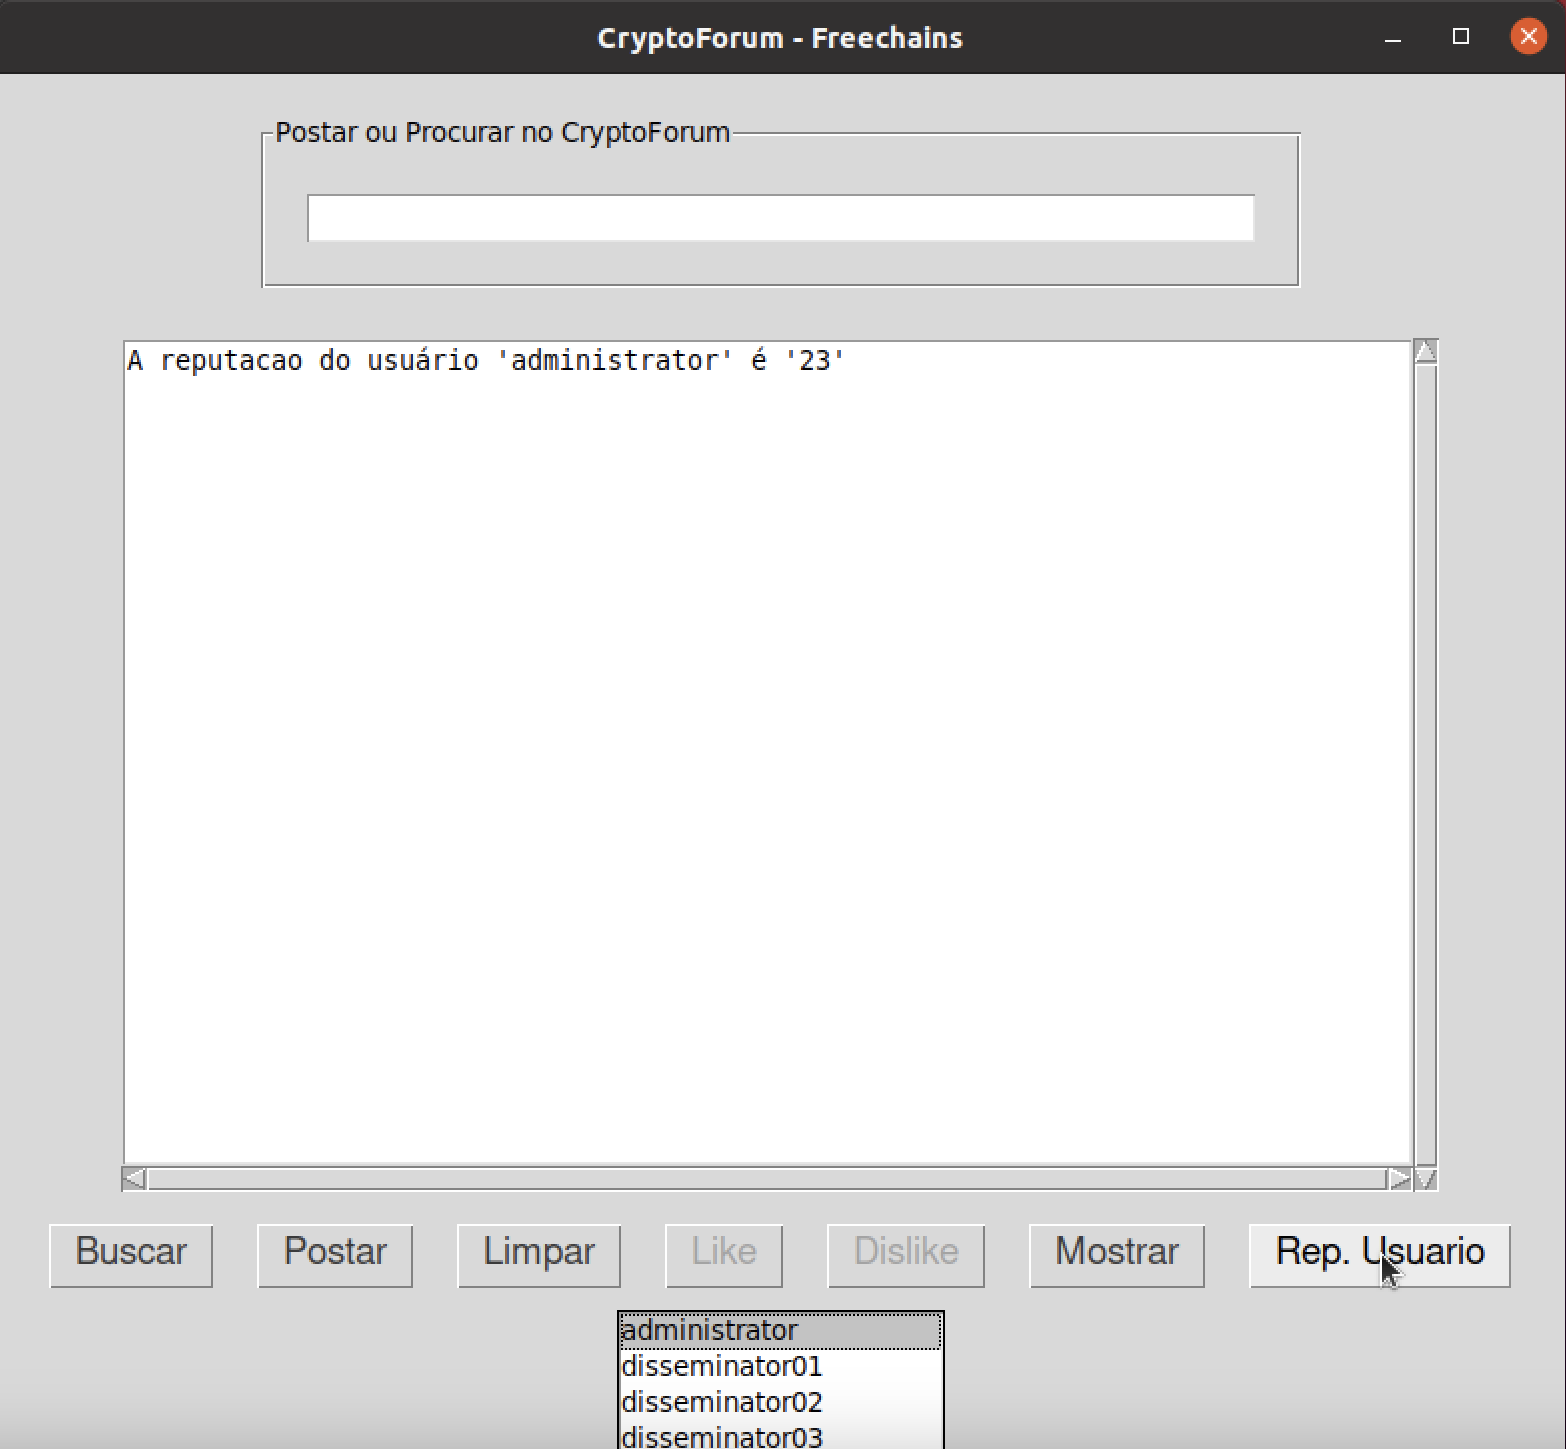 CryptoForum - Freechains
Postar ou Procurar no CryptoForum
A reputacao do usuário 'administrator' é '23'
Buscar Postar Limpar Like Dislike Mostrar Rep. Usuario
administrator
disseminator01
disseminator02
disseminator03